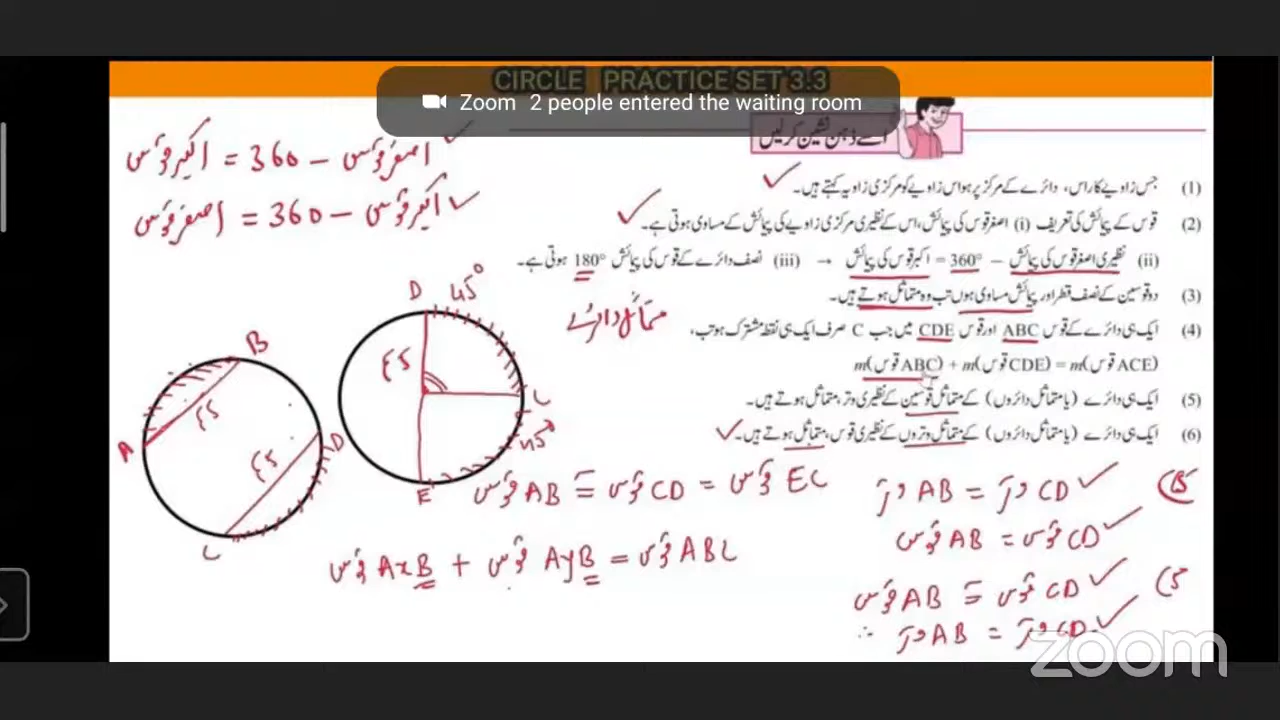 CIRCLE PRACTICE SET 3.3
Zoom 2 people entered the waiting room
اسے ذہن نشین کرلیں
اکبر قوس = 360 − اصغر قوس
اصغر قوس = 360 − اکبر قوس
(1) جس زاویے کا راس، دائرے کے مرکز پر ہو اس زاویے کو مرکزی زاویہ کہتے ہیں۔
(2) قوس کے پیمائش کی تعریف (i) اصغر قوس کی پیمائش، اس کے نظیری مرکزی زاویے کی پیمائش کے مساوی ہوتی ہے۔
(ii) نظیری اصغر قوس کی پیمائش − 360° = اکبر قوس کی پیمائش → (iii) نصف دائرے کے قوس کی پیمائش 180° ہوتی ہے۔
(3) دو قوسین کے نصف قطر اور پیمائش مساوی ہوں تب وہ متماثل ہوتے ہیں۔
(4) ایک ہی دائرے کے قوس ABC اور قوس CDE میں جب C صرف ایک ہی نقطہ مشترک ہو تب،
m(قوس ABC) + m(قوس CDE) = m(قوس ACE)
(5) ایک ہی دائرے (یا متماثل دائروں) کے متماثل قوسین کے نظیری وتر، متماثل ہوتے ہیں۔
(6) ایک ہی دائرے (یا متماثل دائروں) کے متماثل وتروں کے نظیری قوس، متماثل ہوتے ہیں۔
متماثل دائرے
D 45°
B
A
D
C
C
45°
E
قوس AB ≅ قوس CD = قوس EC
قوس AxB + قوس AyB = قوس ABC
وتر AB = وتر CD
قوس AB = قوس CD
قوس AB ≅ قوس CD
∴ وتر AB = وتر CD
zoom